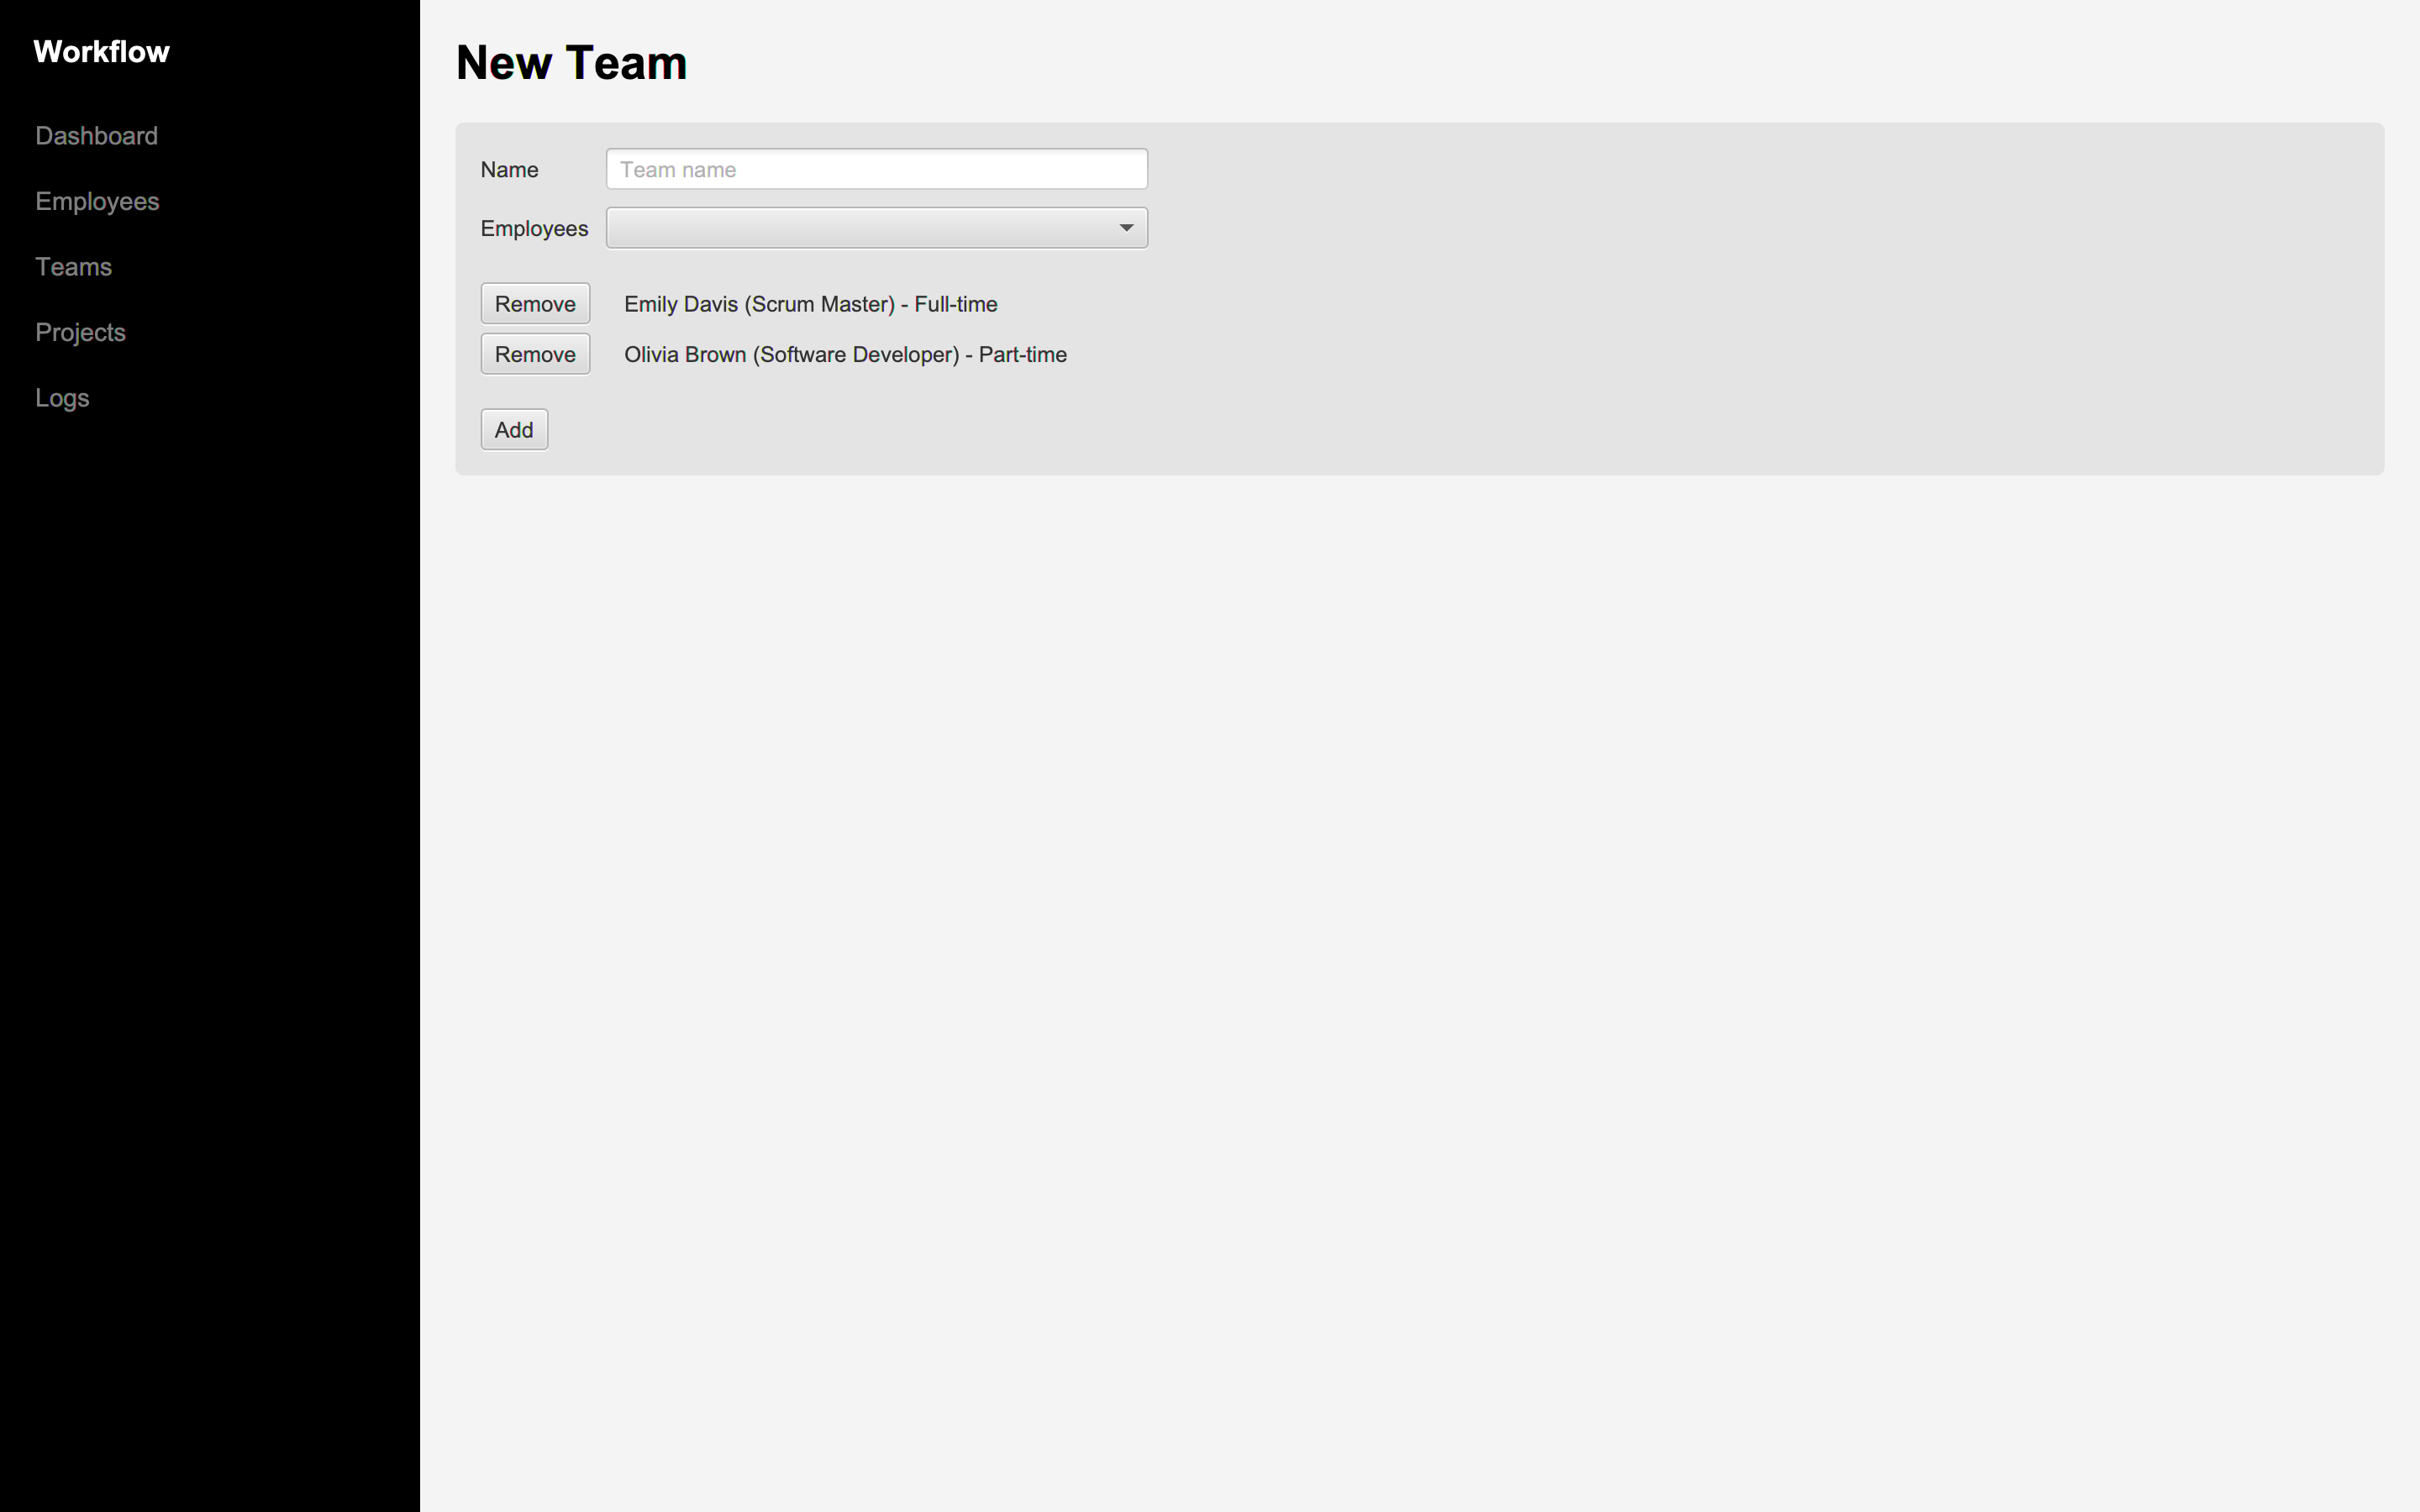 Workflow
Dashboard
Employees
Teams
Projects
Logs
New Team
Name Team name
Employees
Remove Emily Davis (Scrum Master) - Full-time
Remove Olivia Brown (Software Developer) - Part-time
Add